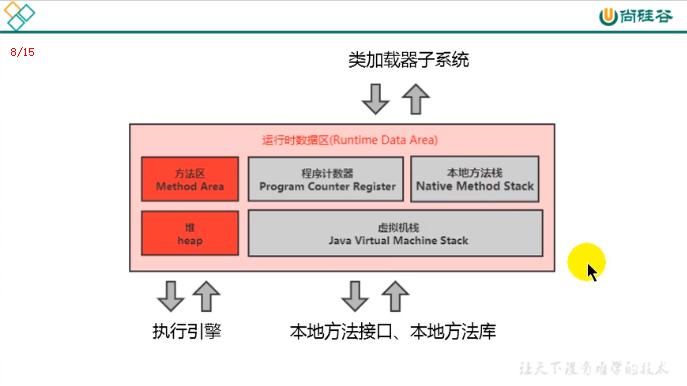 尚硅谷
8/15
类加载器子系统
运行时数据区(Runtime Data Area)
方法区
Method Area
程序计数器
Program Counter Register
本地方法栈
Native Method Stack
堆
heap
虚拟机栈
Java Virtual Machine Stack
执行引擎
本地方法接口、本地方法库
让天下没有难学的技术